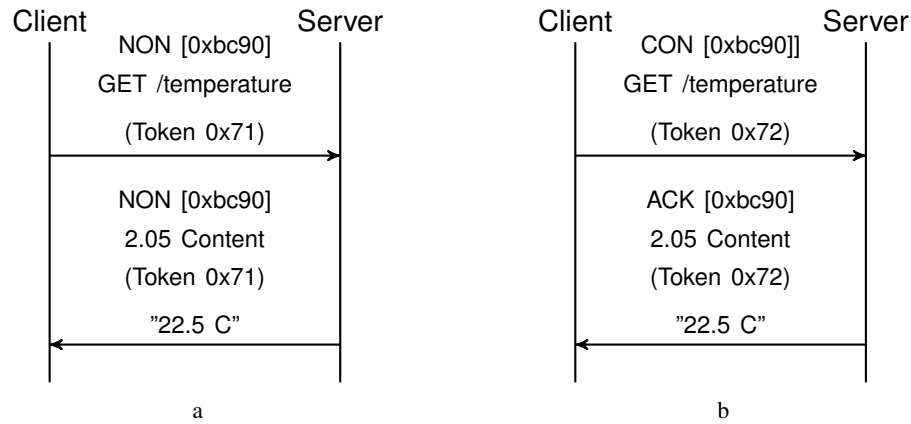 Client Server
NON [0xbc90]
GET /temperature
(Token 0x71)
NON [0xbc90]
2.05 Content
(Token 0x71)
”22.5 C”
a
Client Server
CON [0xbc90]]
GET /temperature
(Token 0x72)
ACK [0xbc90]
2.05 Content
(Token 0x72)
”22.5 C”
b